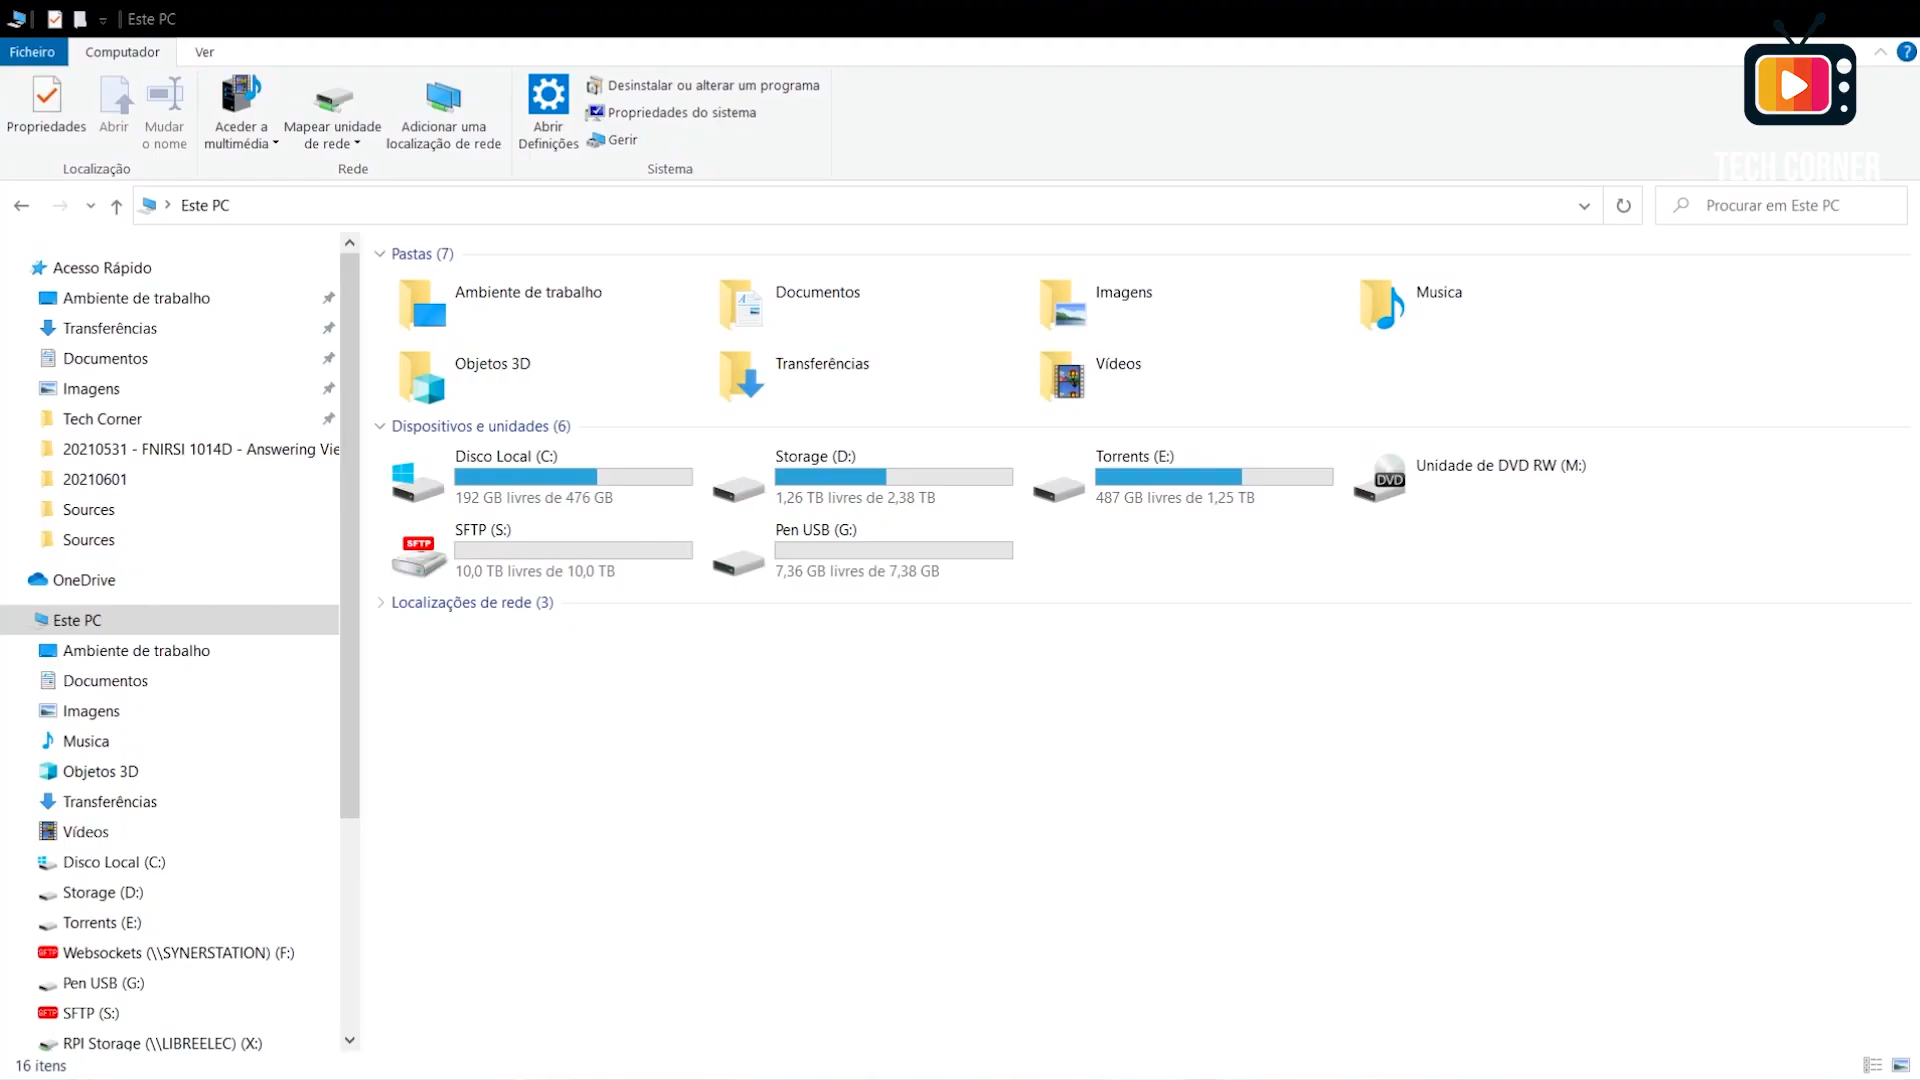 Este PC
Ficheiro
Computador
Ver
?
Propriedades
Abrir
Mudar
o nome
Localização
Aceder a
multimédia
Mapear unidade
de rede
Adicionar uma
localização de rede
Rede
Abrir
Definições
Desinstalar ou alterar um programa
Propriedades do sistema
Gerir
Sistema
TECH CORNER
Este PC
Procurar em Este PC
Acesso Rápido
Ambiente de trabalho
Transferências
Documentos
Imagens
Tech Corner
20210531 - FNIRSI 1014D - Answering Vie
20210601
Sources
Sources
OneDrive
Este PC
Ambiente de trabalho
Documentos
Imagens
Musica
Objetos 3D
Transferências
Vídeos
Disco Local (C:)
Storage (D:)
Torrents (E:)
SFTP Websockets (\\SYNERSTATION) (F:)
Pen USB (G:)
SFTP SFTP (S:)
RPI Storage (\\LIBREELEC) (X:)
Pastas (7)
Ambiente de trabalho
Documentos
Imagens
Musica
Objetos 3D
Transferências
Vídeos
Dispositivos e unidades (6)
Disco Local (C:)
192 GB livres de 476 GB
Storage (D:)
1,26 TB livres de 2,38 TB
Torrents (E:)
487 GB livres de 1,25 TB
DVD
Unidade de DVD RW (M:)
SFTP
SFTP (S:)
10,0 TB livres de 10,0 TB
Pen USB (G:)
7,36 GB livres de 7,38 GB
Localizações de rede (3)
16 itens